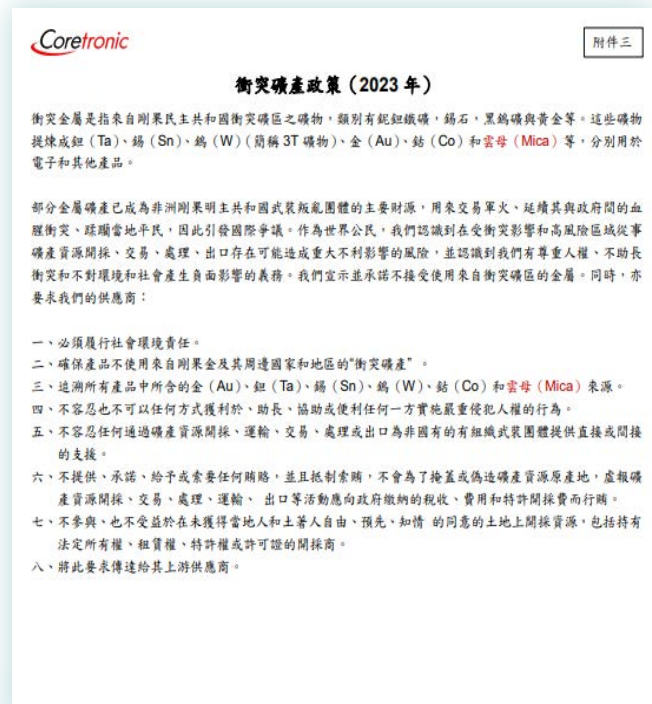 Coretronic
附件三
衝突礦產政策（2023 年）
衝突金屬是指來自剛果民主共和國衝突礦區之礦物，類別有鈮鉭鐵礦，錫石，黑鎢礦與黃金等。這些礦物
提煉成鉭（Ta）、錫（Sn）、鎢（W）（簡稱 3T 礦物）、金（Au）、鈷（Co）和雲母（Mica）等，分別用於
電子和其他產品。
部分金屬礦產已成為非洲剛果明主共和國武裝叛亂團體的主要財源，用來交易軍火、延續其與政府間的血
腥衝突、蹂躪當地平民，因此引發國際爭議。作為世界公民，我們認識到在受衝突影響和高風險區域從事
礦產資源開採、交易、處理、出口存在可能造成重大不利影響的風險，並認識到我們有尊重人權、不助長
衝突和不對環境和社會產生負面影響的義務。我們宣示並承諾不接受使用來自衝突礦區的金屬。同時，亦
要求我們的供應商：
一、必須履行社會環境責任。
二、確保產品不使用來自剛果金及其周邊國家和地區的“衝突礦產”。
三、追溯所有產品中所含的金（Au）、鉭（Ta）、錫（Sn）、鎢（W）、鈷（Co）和雲母（Mica）來源。
四、不容忍也不可以任何方式獲利於、助長、協助或便利任何一方實施嚴重侵犯人權的行為。
五、不容忍任何通過礦產資源開採、運輸、交易、處理或出口為非國有的有組織武裝團體提供直接或間接
的支援。
六、不提供、承諾、給予或索要任何賄賂，並且抵制索賄，不會為了掩蓋或偽造礦產資源原產地，虛報礦
產資源開採、交易、處理、運輸、 出口等活動應向政府繳納的稅收、費用和特許開採費而行賄。
七、不參與、也不受益於在未獲得當地人和土著人自由、預先、知情 的同意的土地上開採資源，包括持有
法定所有權、租賃權、特許權或許可證的開採商。
八、將此要求傳達給其上游供應商。